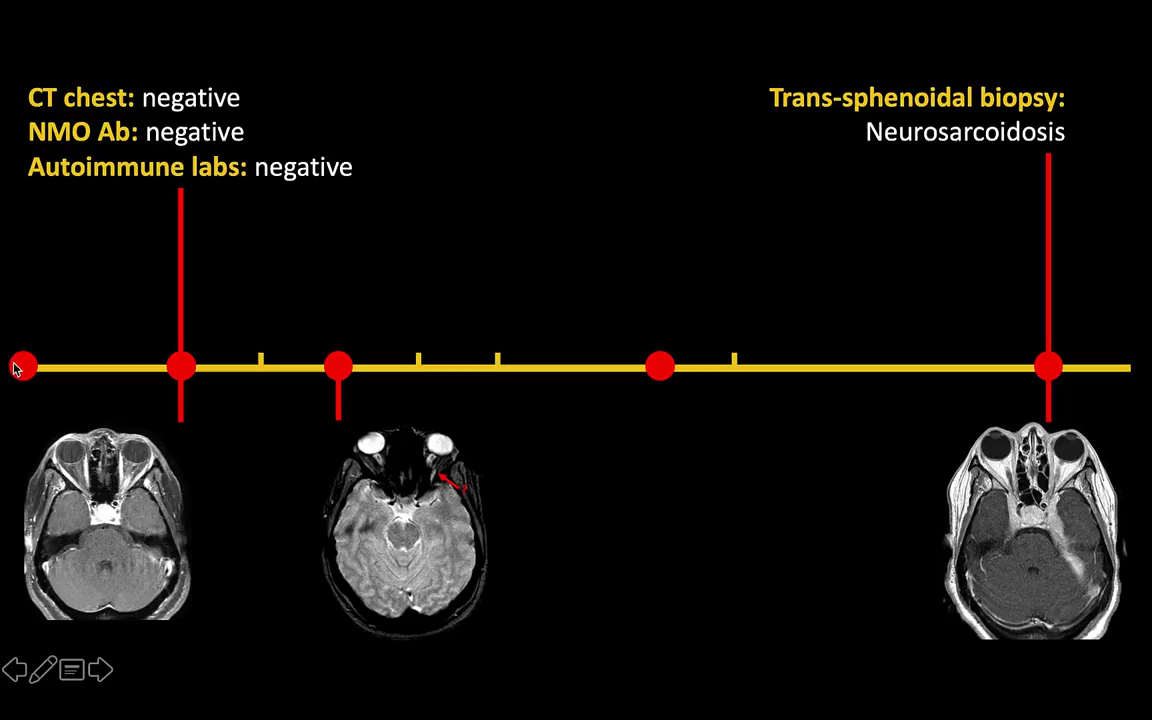 CT chest: negative
NMO Ab: negative
Autoimmune labs: negative
Trans-sphenoidal biopsy:
Neurosarcoidosis
?